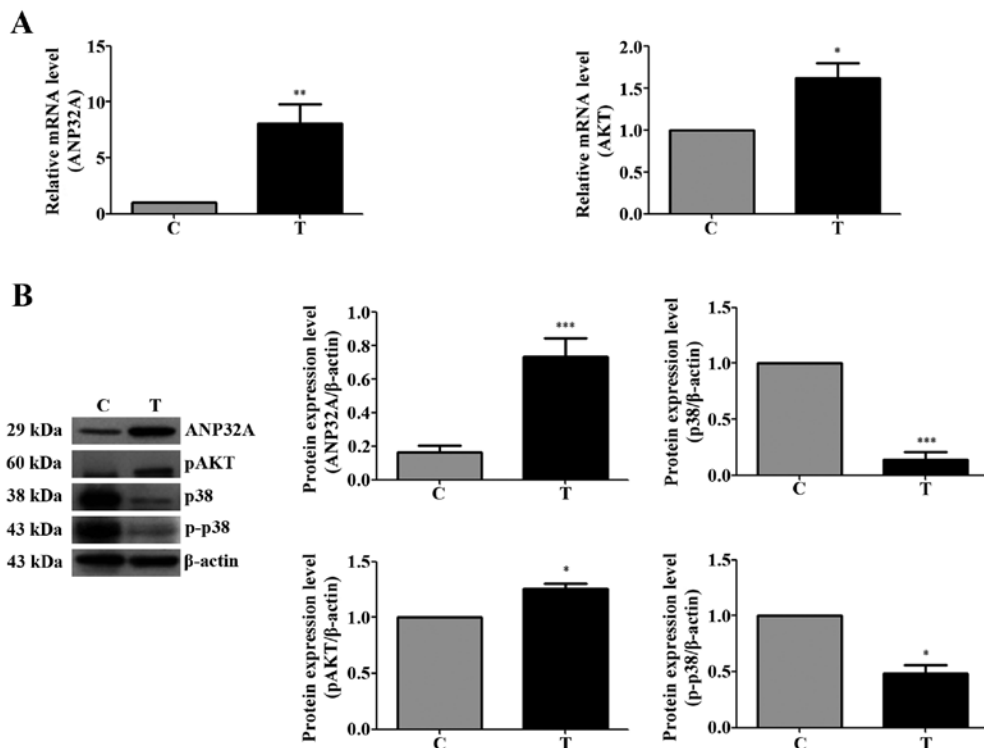 A
Relative mRNA level
(ANP32A)
15
10
5
0
**
C
T
Relative mRNA level
(AKT)
2.0
1.5
1.0
0.5
0.0
*
C
T
B
C T
29 kDa ANP32A
60 kDa pAKT
38 kDa p38
43 kDa p-p38
43 kDa β-actin
Protein expression level
(ANP32A/β-actin)
1.0
0.8
0.6
0.4
0.2
0.0
***
C
T
Protein expression level
(p38/β-actin)
1.5
1.0
0.5
0.0
***
C
T
Protein expression level
(pAKT/β-actin)
1.5
1.0
0.5
0.0
*
C
T
Protein expression level
(p-p38/β-actin)
1.5
1.0
0.5
0.0
*
C
T